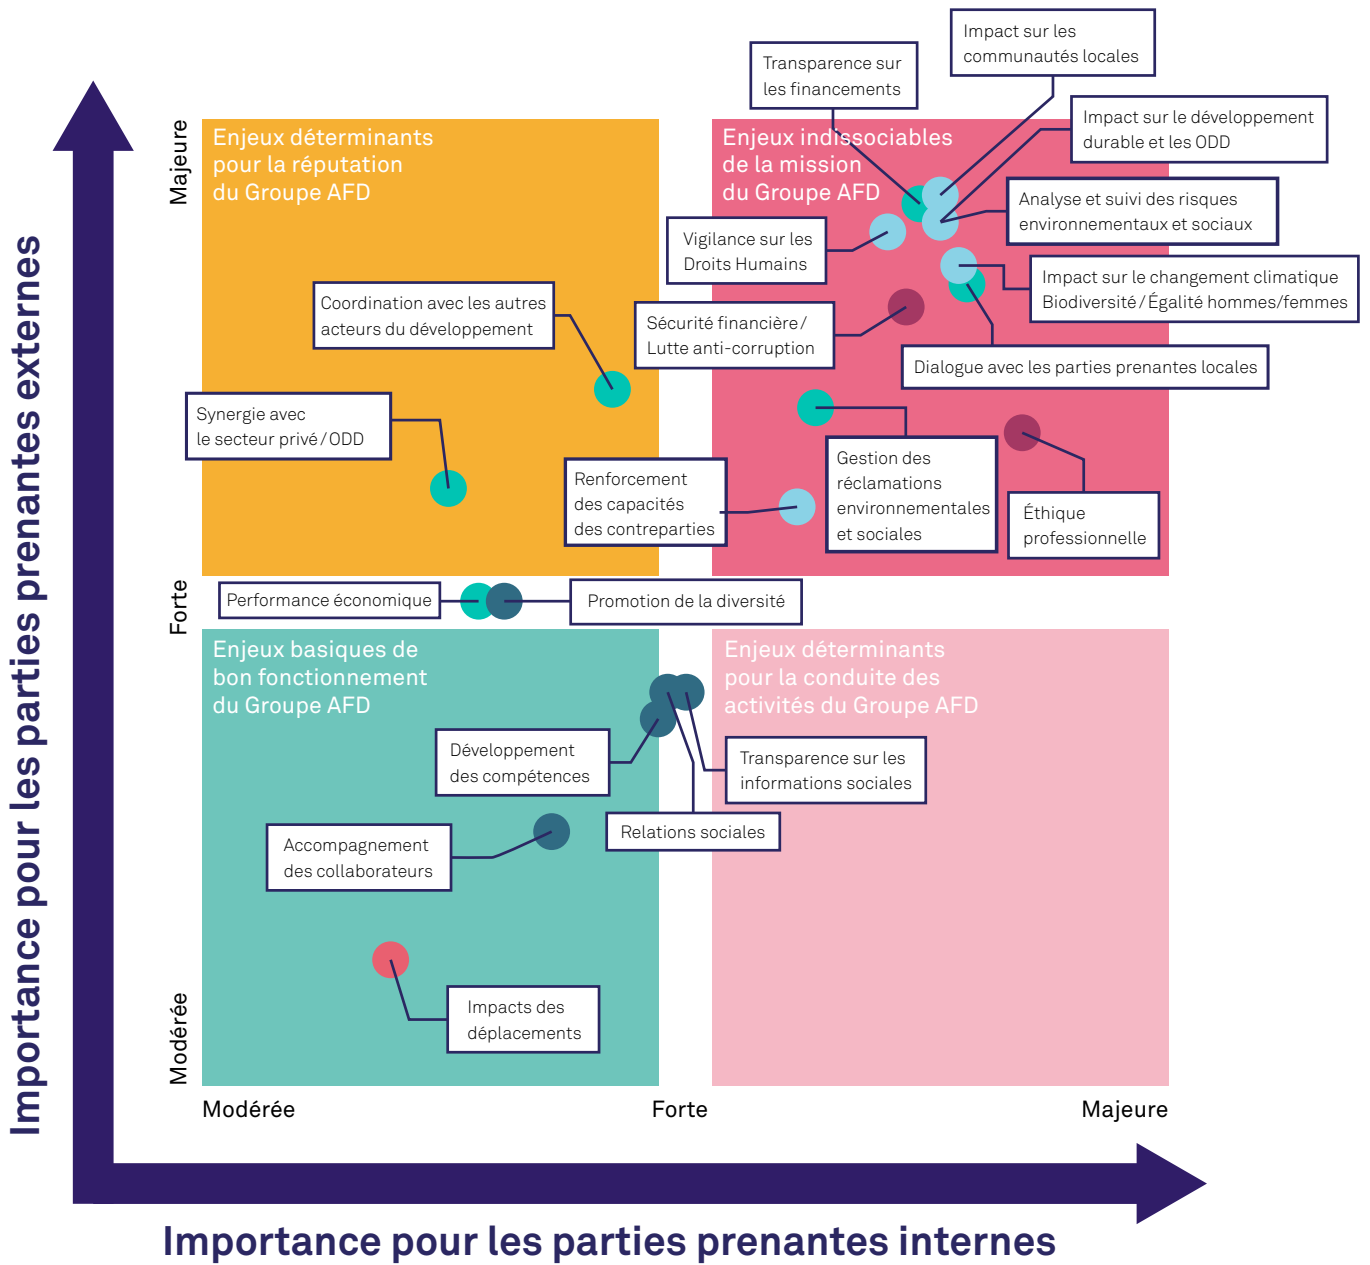 Impact sur les
communautés locales
Transparence sur
les financements
Impact sur le développement
durable et les ODD
Majeure
Enjeux déterminants
pour la réputation
du Groupe AFD
Enjeux indissociables
de la mission
du Groupe AFD
Analyse et suivi des risques
environnementaux et sociaux
Vigilance sur les
Droits Humains
Impact sur le changement climatique
Biodiversité / Égalité hommes/femmes
Coordination avec les autres
acteurs du développement
Sécurité financière /
Lutte anti-corruption
Dialogue avec les parties prenantes locales
Synergie avec
le secteur privé / ODD
Renforcement
des capacités
des contreparties
Gestion des
réclamations
environnementales
et sociales
Éthique
professionnelle
Forte
Performance économique
Promotion de la diversité
Enjeux basiques de
bon fonctionnement
du Groupe AFD
Enjeux déterminants
pour la conduite des
activités du Groupe AFD
Développement
des compétences
Transparence sur les
informations sociales
Relations sociales
Accompagnement
des collaborateurs
Impacts des
déplacements
Modérée
Modérée
Forte
Majeure
Importance pour les parties prenantes externes
Importance pour les parties prenantes internes